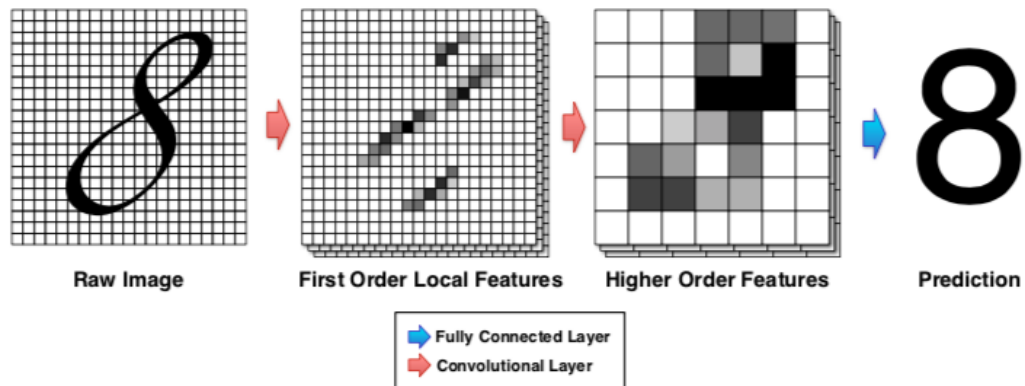 8
8
Raw Image
First Order Local Features
Higher Order Features
Prediction
Fully Connected Layer
Convolutional Layer